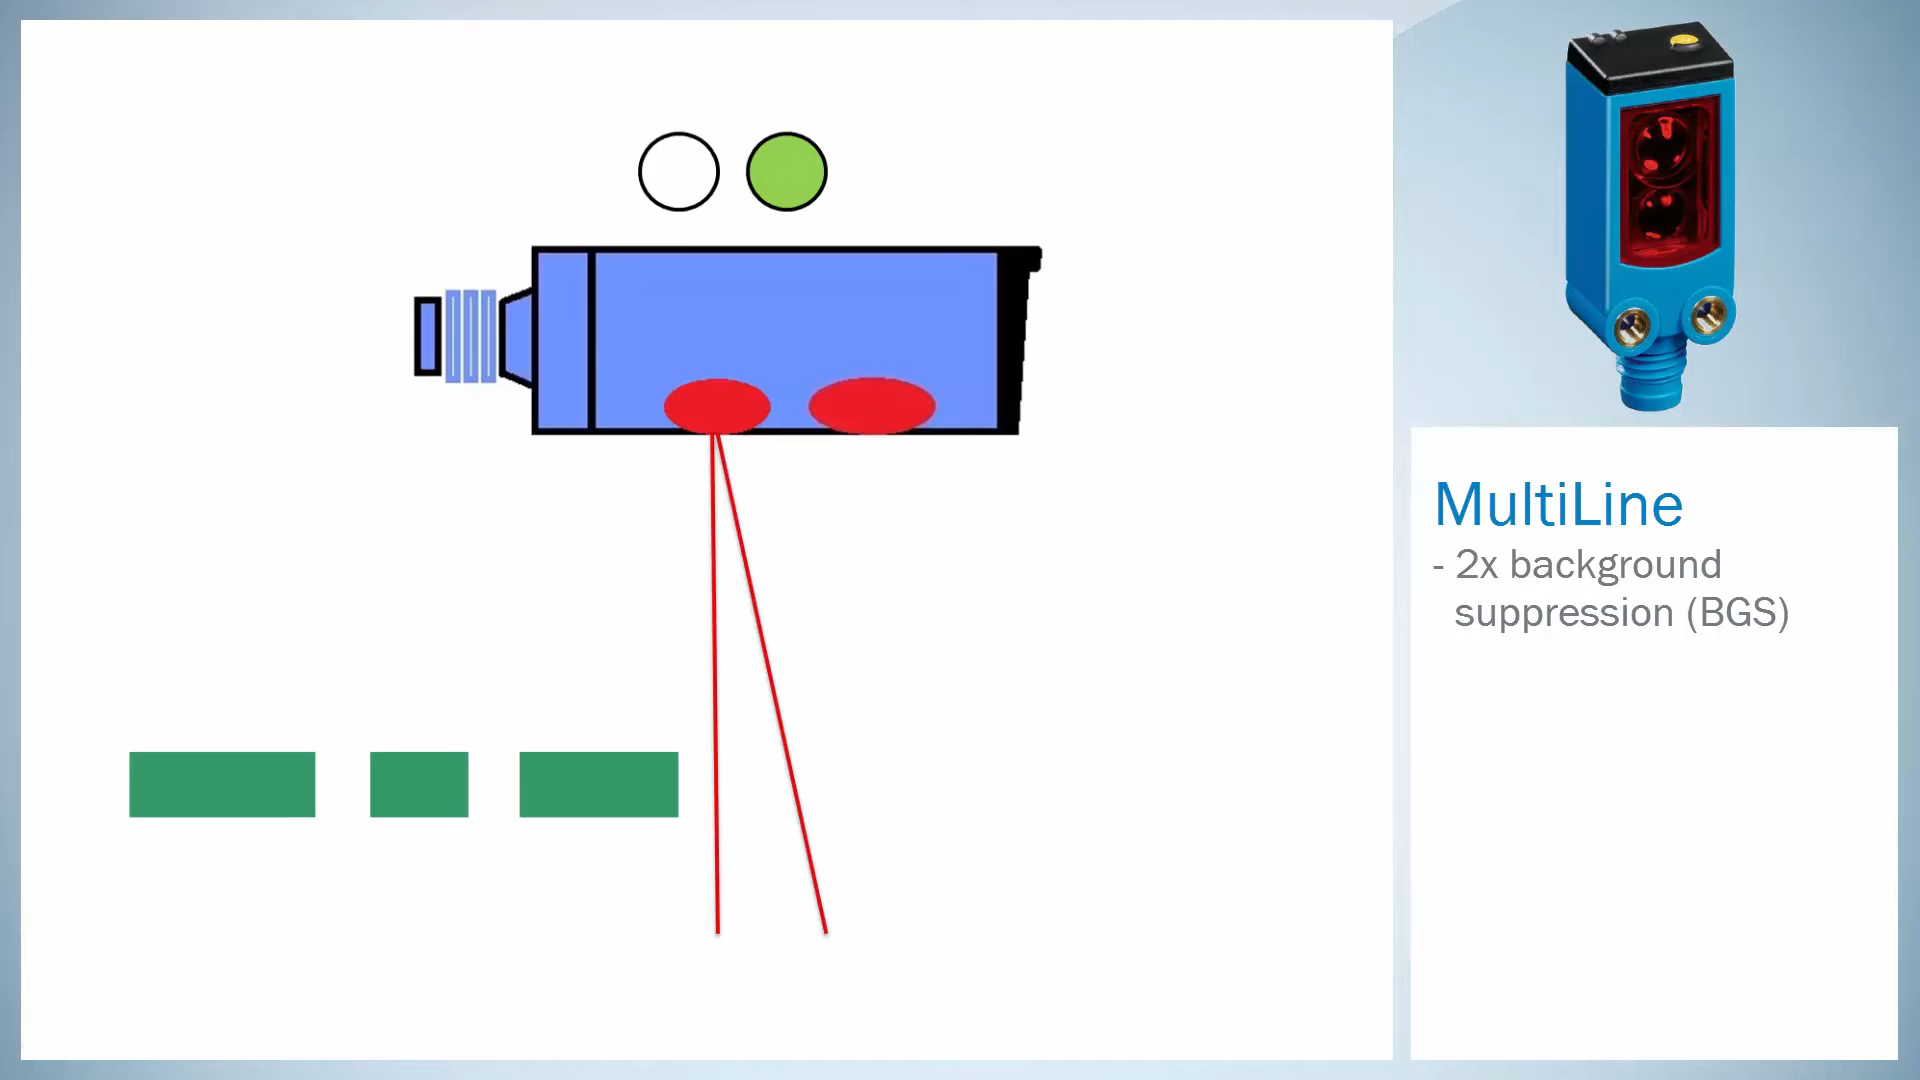 MultiLine
- 2x background
suppression (BGS)